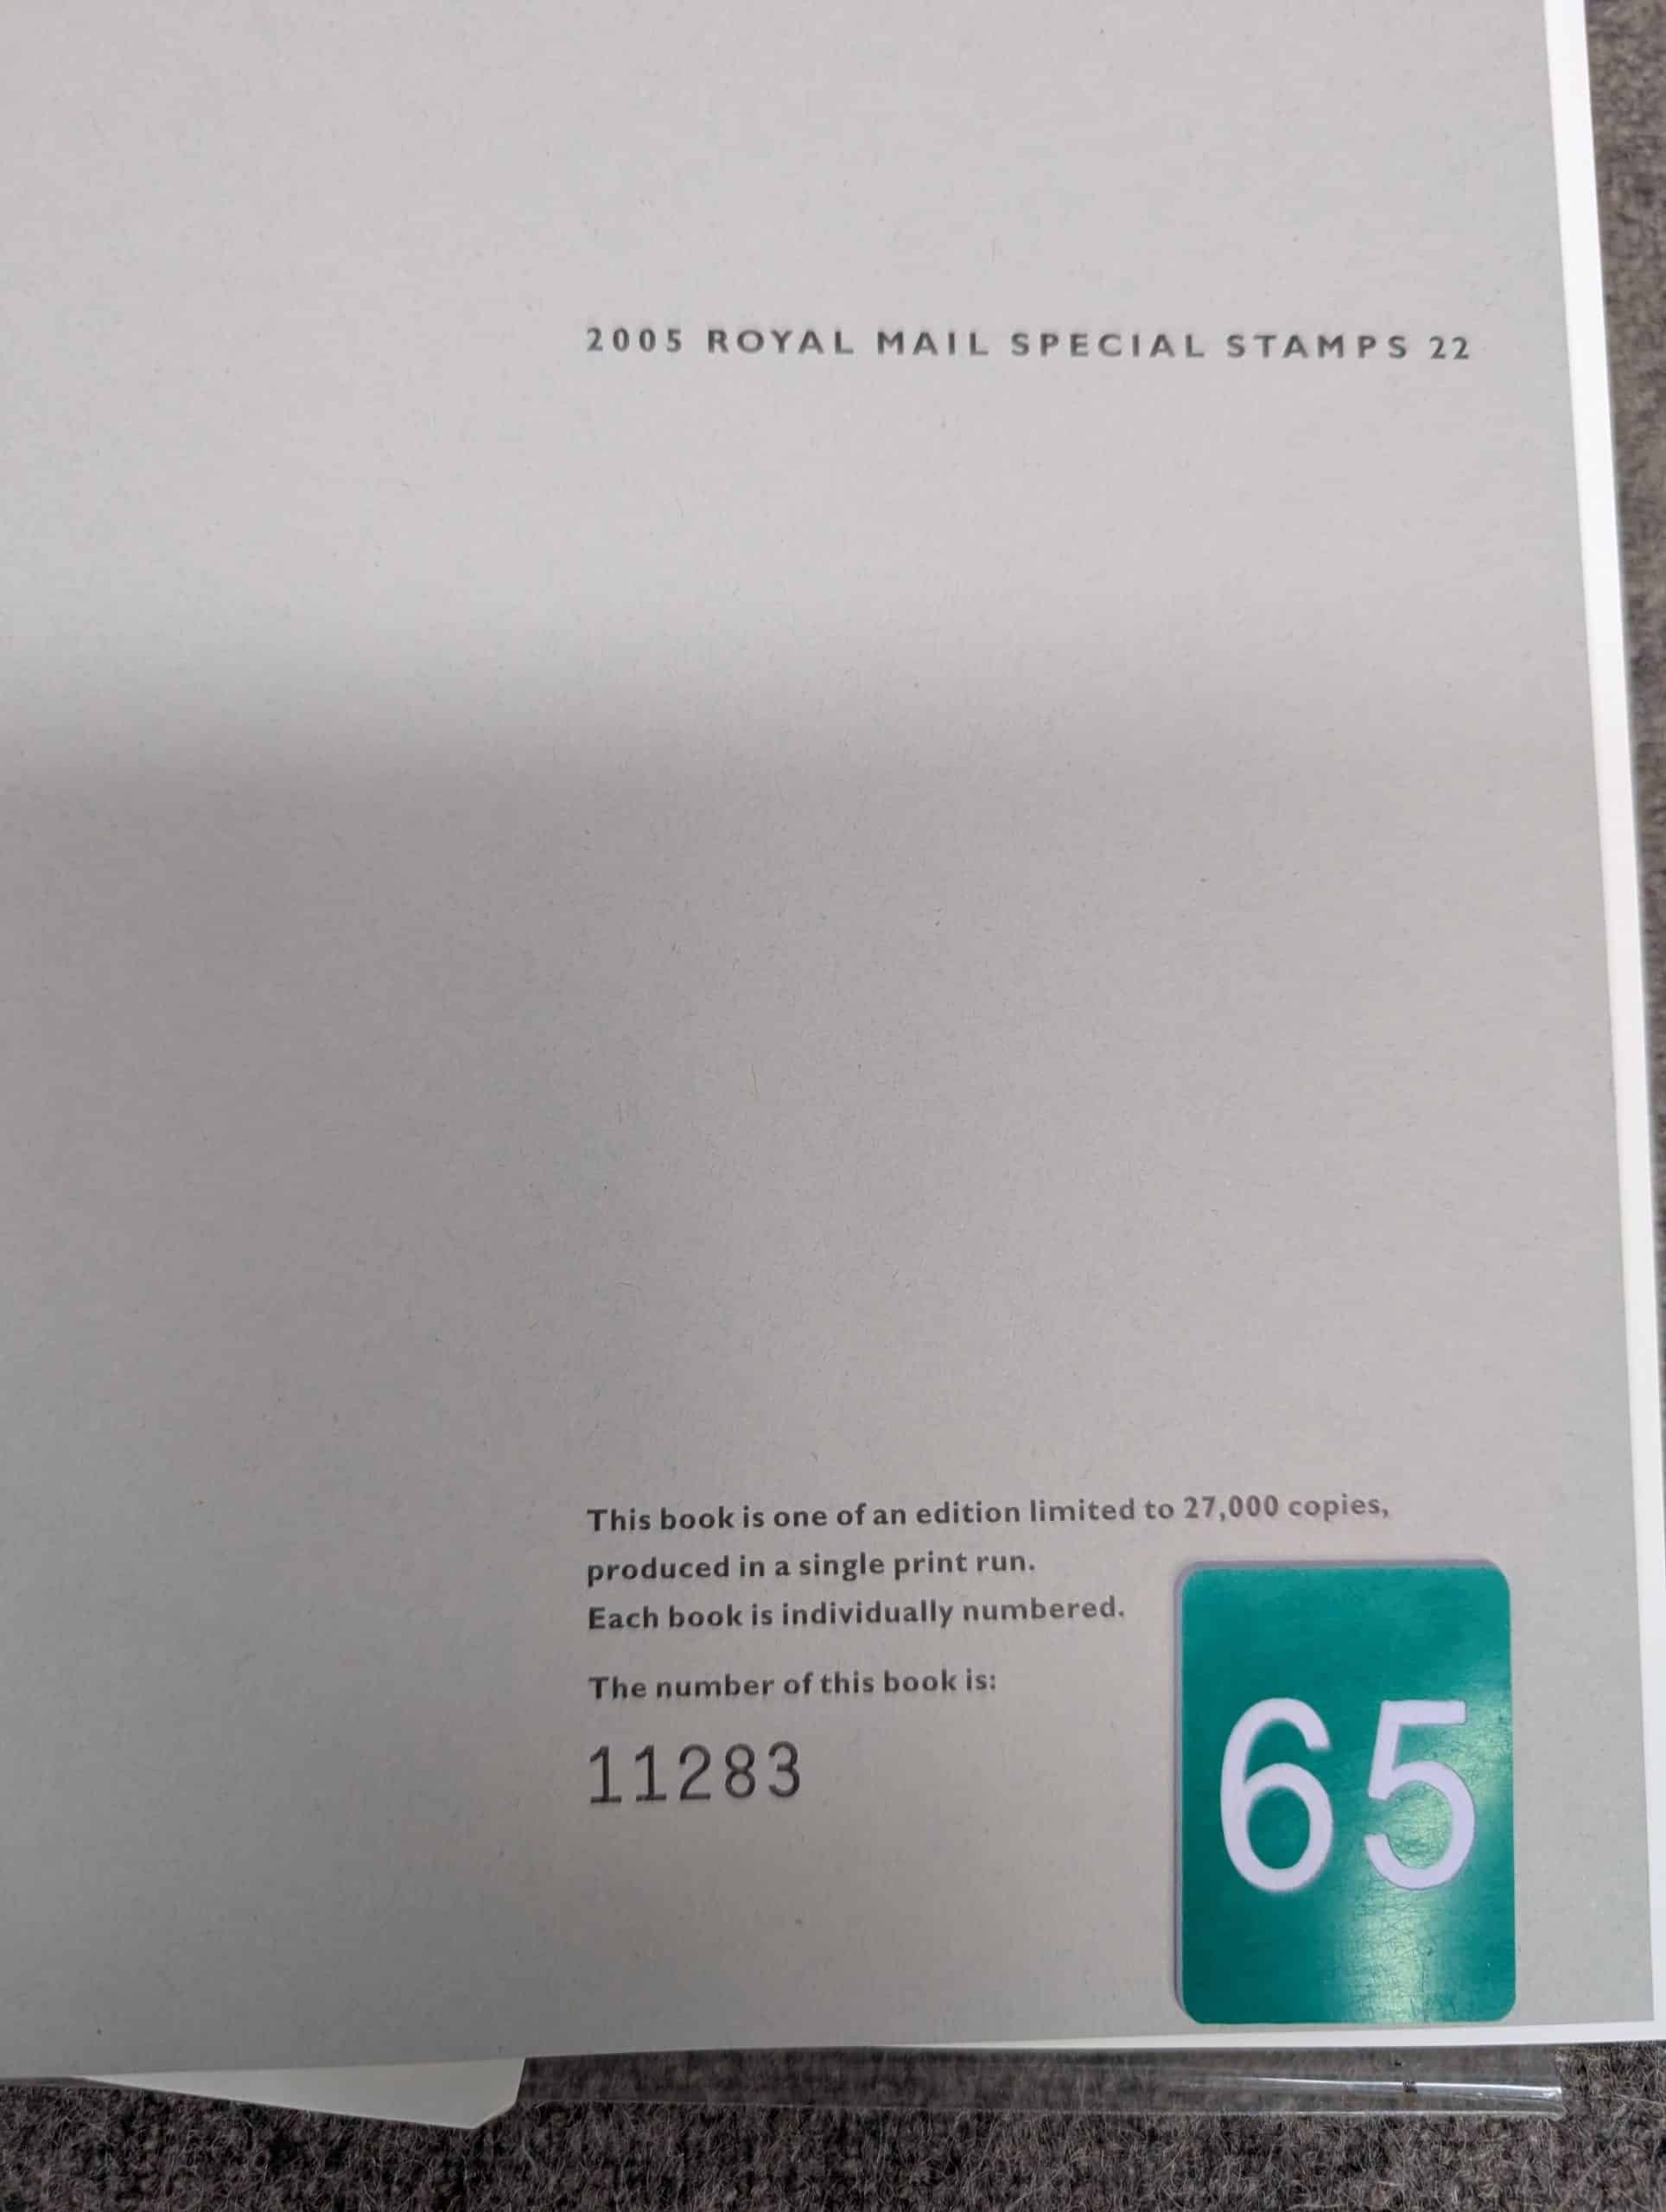 2005 ROYAL MAIL SPECIAL STAMPS 22
This book is one of an edition limited to 27,000 copies,
produced in a single print run.
Each book is individually numbered.
The number of this book is:
11283
65